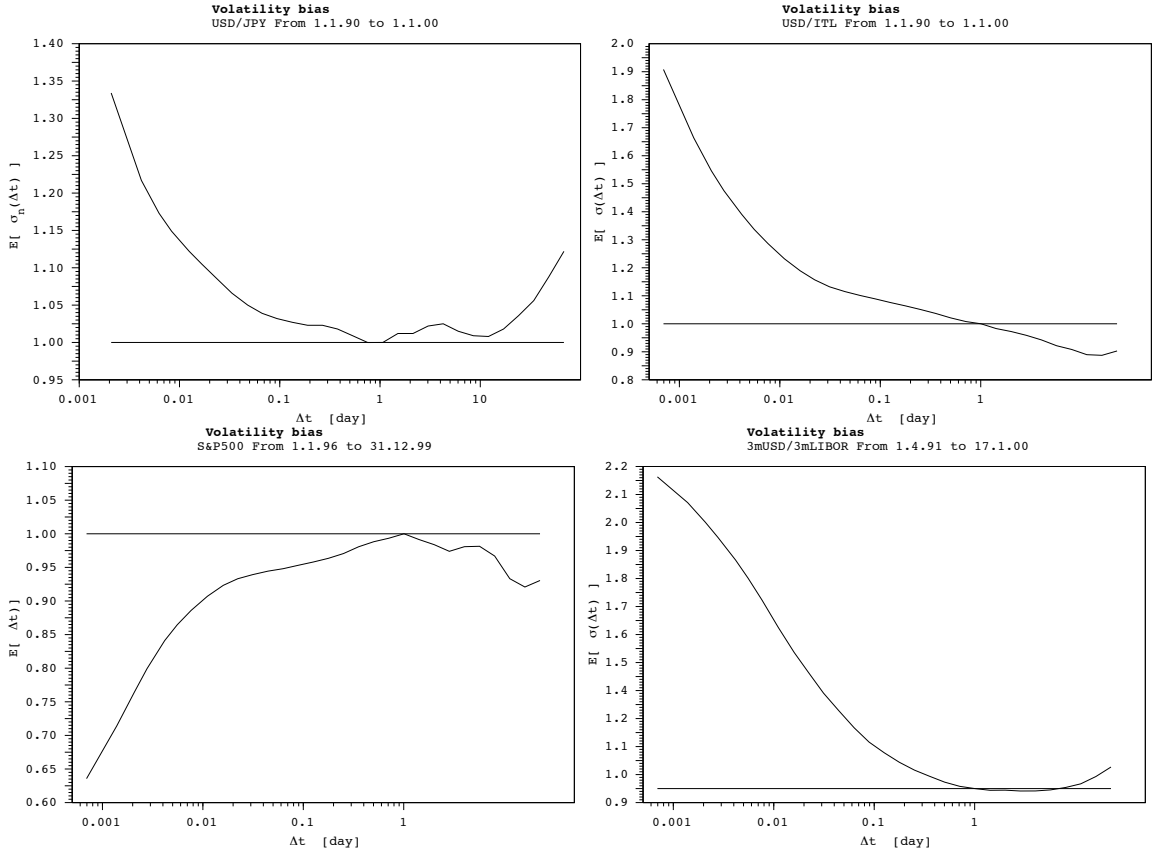 Volatility bias
USD/JPY From 1.1.90 to 1.1.00
1.40
1.35
1.30
1.25
1.20
1.15
1.10
1.05
1.00
0.95
E[ σn(Δt) ]
0.001 0.01 0.1 1 10
Δt [day]
Volatility bias
USD/ITL From 1.1.90 to 1.1.00
2.0
1.9
1.8
1.7
1.6
1.5
1.4
1.3
1.2
1.1
1.0
0.9
0.8
E[ σ(Δt) ]
0.001 0.01 0.1 1
Δt [day]
Volatility bias
S&P500 From 1.1.96 to 31.12.99
1.10
1.05
1.00
0.95
0.90
0.85
0.80
0.75
0.70
0.65
0.60
E[ Δt)]
0.001 0.01 0.1 1
Δt [day]
Volatility bias
3mUSD/3mLIBOR From 1.4.91 to 17.1.00
2.2
2.1
2.0
1.9
1.8
1.7
1.6
1.5
1.4
1.2
1.1
1.0
0.9
E[ σ(Δt) ]
0.001 0.01 0.1 1
Δt [day]